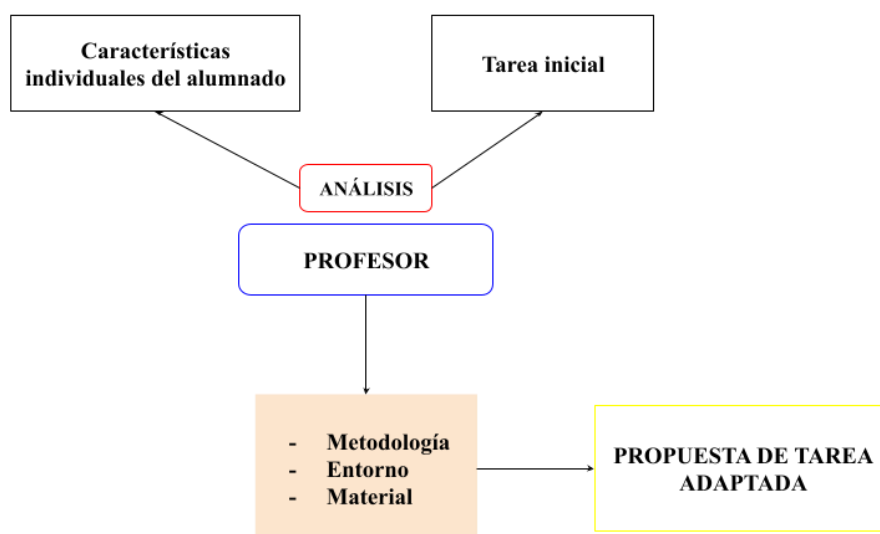 Características
individuales del alumnado
Tarea inicial
ANÁLISIS
PROFESOR
- Metodología
- Entorno
- Material
PROPUESTA DE TAREA
ADAPTADA